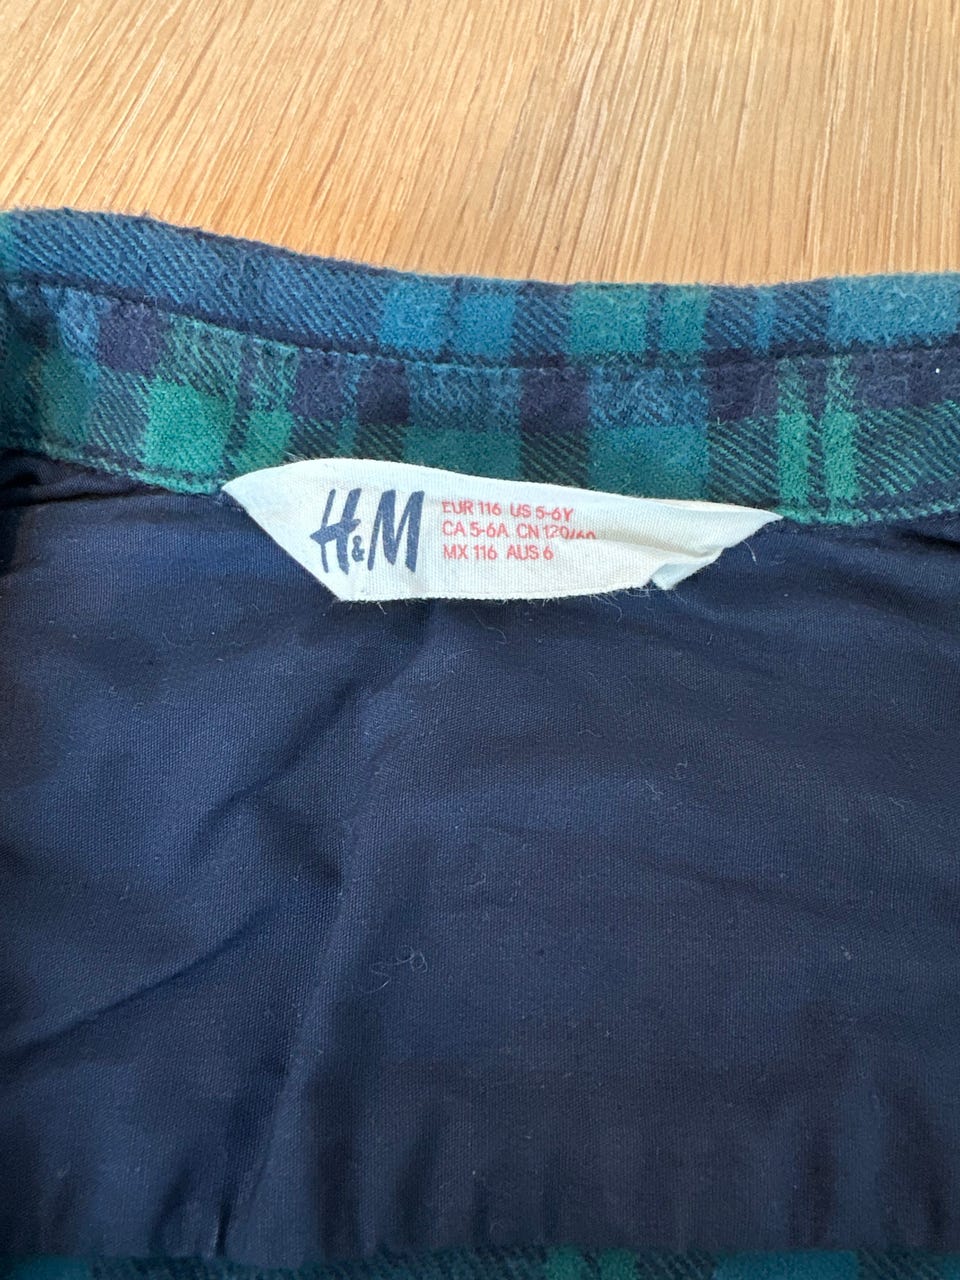 H&M
EUR 116 US 5-6Y
CA 5-6A CN 120/60
MX 116 AUS 6